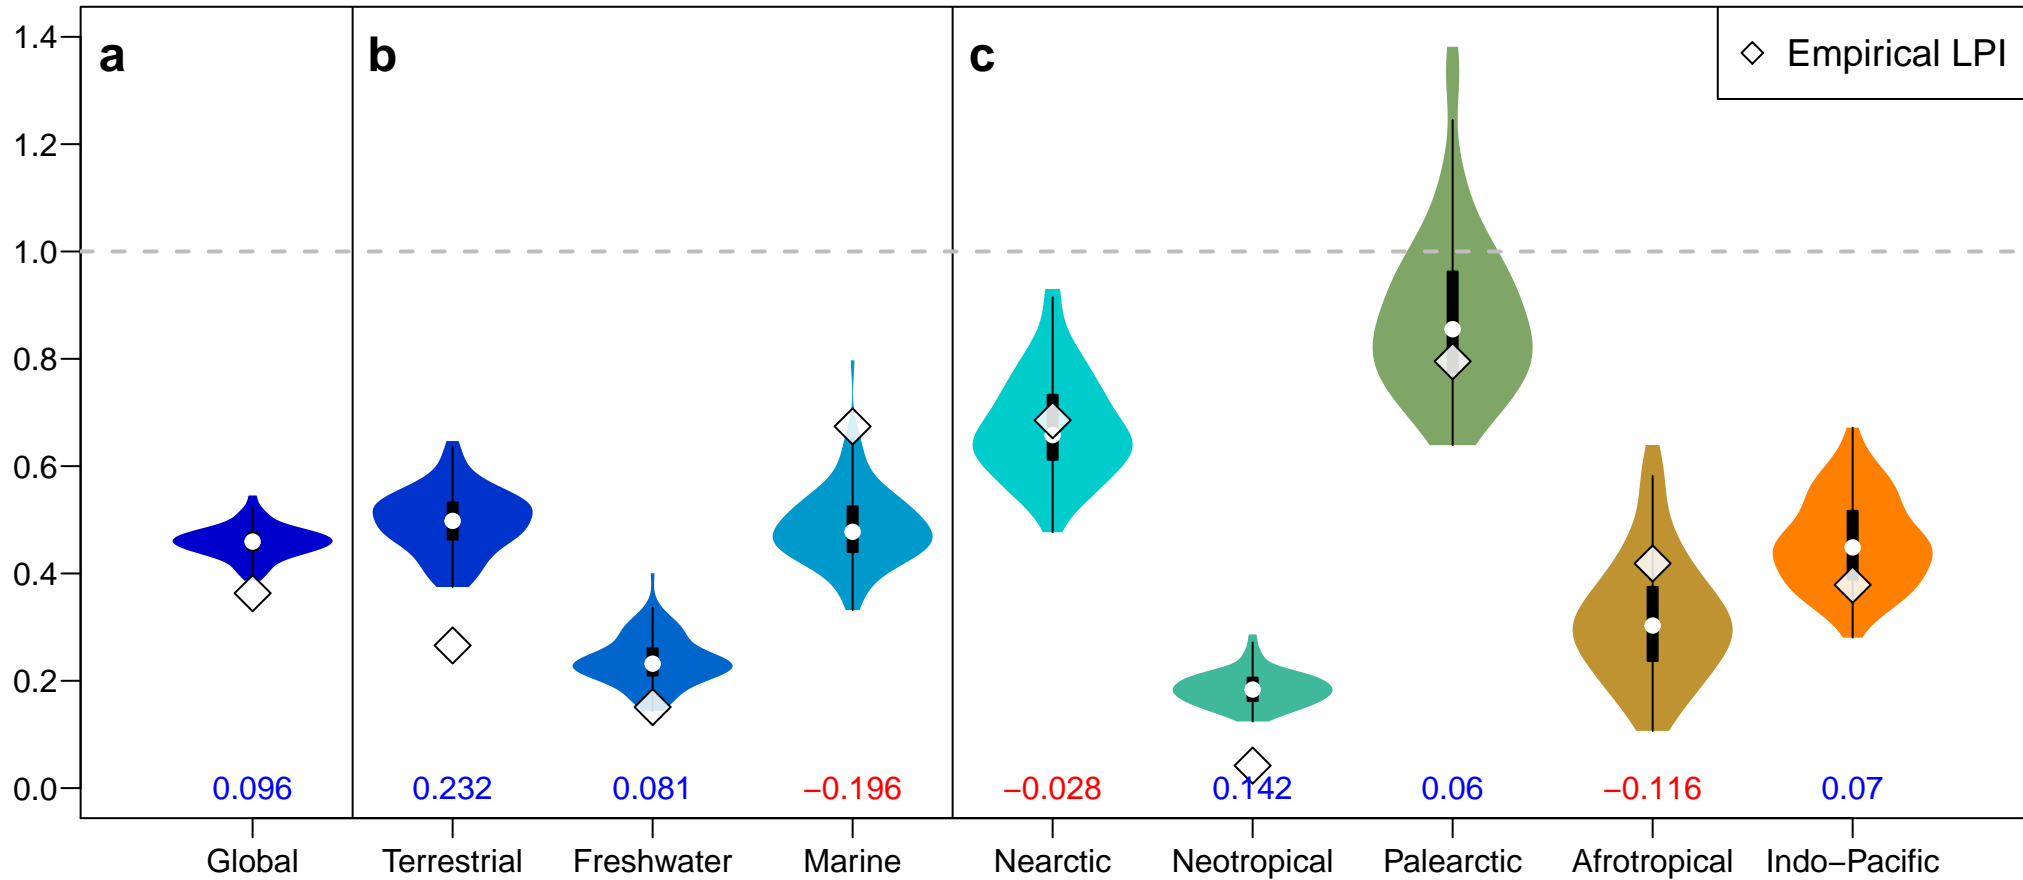 a
b
c
Empirical LPI
1.4
1.2
1.0
0.8
0.6
0.4
0.2
0.0
0.096
0.232
0.081
−0.196
−0.028
0.142
0.06
−0.116
0.07
Global
Terrestrial
Freshwater
Marine
Nearctic
Neotropical
Palearctic
Afrotropical
Indo−Pacific